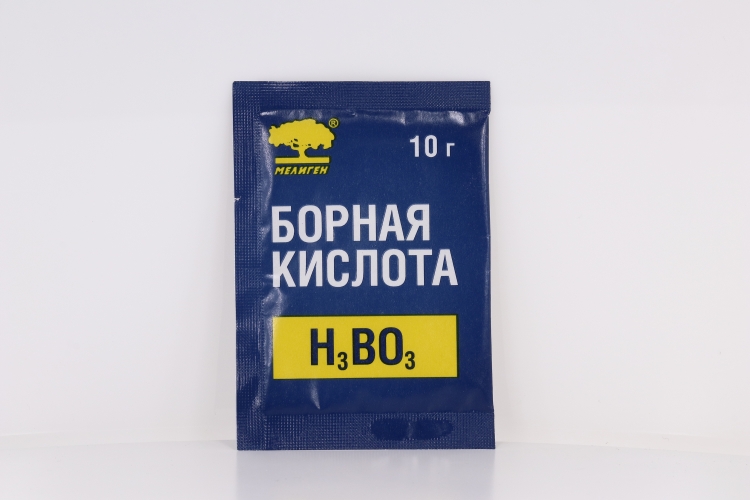 ®
МЕЛИГЕН
10 г
БОРНАЯ
КИСЛОТА
H₃BO₃